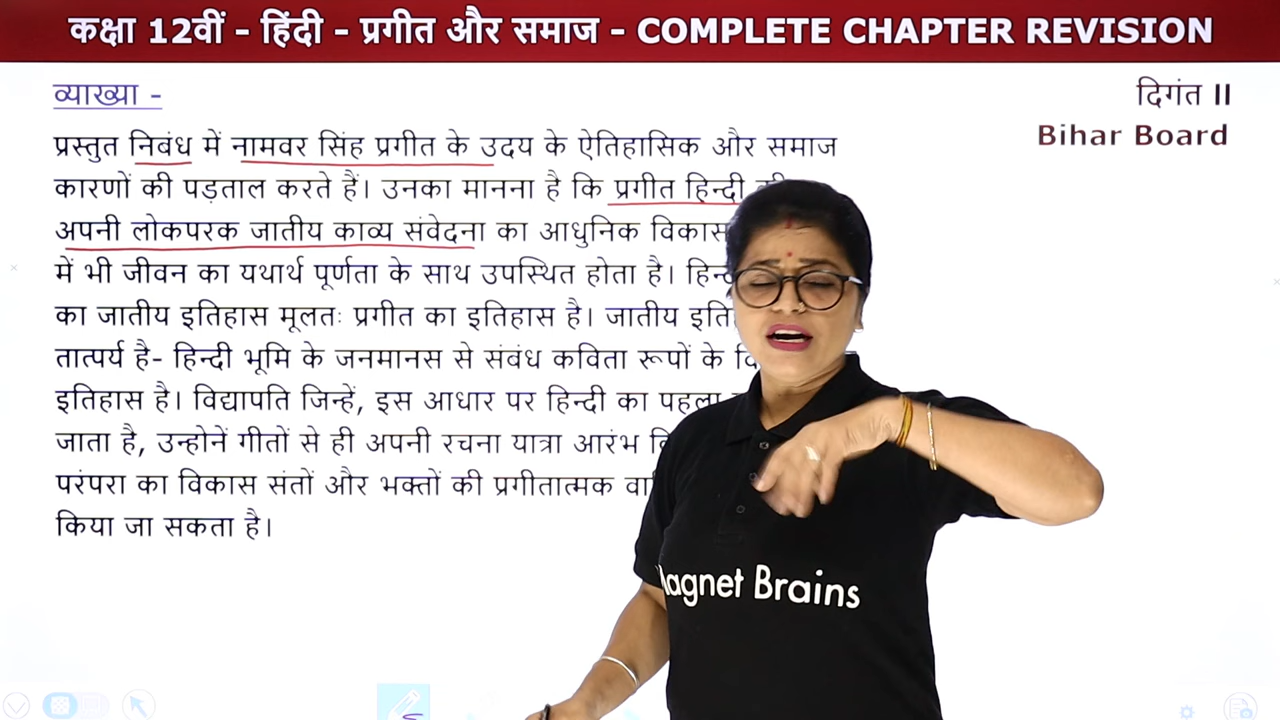 कक्षा 12वीं - हिंदी - प्रगीत और समाज - COMPLETE CHAPTER REVISION
व्याख्या -
दिगंत II
Bihar Board
प्रस्तुत निबंध में नामवर सिंह प्रगीत के उदय के ऐतिहासिक और समाज
कारणों की पड़ताल करते हैं। उनका मानना है कि प्रगीत हिन्दी
अपनी लोकपरक जातीय काव्य संवेदना का आधुनिक विकास
में भी जीवन का यथार्थ पूर्णता के साथ उपस्थित होता है।
का जातीय इतिहास मूलतः प्रगीत का इतिहास है। जातीय
तात्पर्य है- हिन्दी भूमि के जनमानस से संबंध कविता रूपों के
इतिहास है। विद्यापति जिन्हें, इस आधार पर हिन्दी का पहला
जाता है, उन्होनें गीतों से ही अपनी रचना यात्रा आरंभ
परंपरा का विकास संतों और भक्तों की प्रगीतात्मक
किया जा सकता है।
agnet Brains